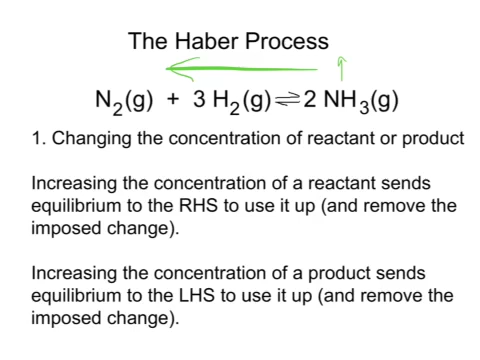 The Haber Process
N₂(g) + 3 H₂(g)⇌2 NH₃(g)
1. Changing the concentration of reactant or product
Increasing the concentration of a reactant sends
equilibrium to the RHS to use it up (and remove the
imposed change).
Increasing the concentration of a product sends
equilibrium to the LHS to use it up (and remove the
imposed change).